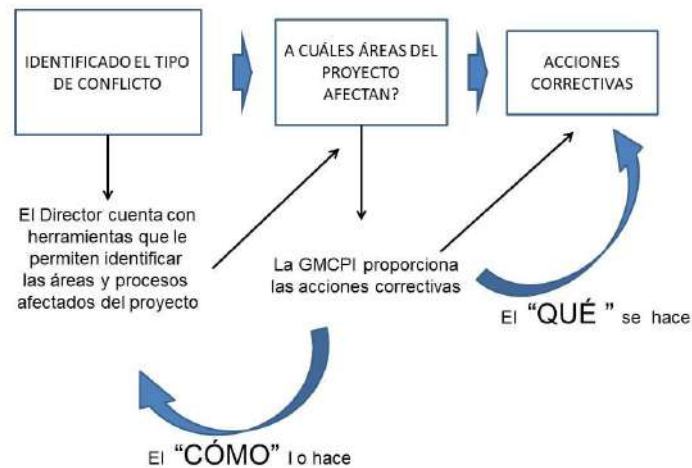 IDENTIFICADO EL TIPO
DE CONFLICTO
A CUÁLES ÁREAS DEL
PROYECTO
AFECTAN?
ACCIONES
CORRECTIVAS
El Director cuenta con
herramientas que le
permiten identificar
las áreas y procesos
afectados del proyecto
La GMCPI proporciona
las acciones correctivas
El “QUÉ ” se hace
El “CÓMO” lo hace